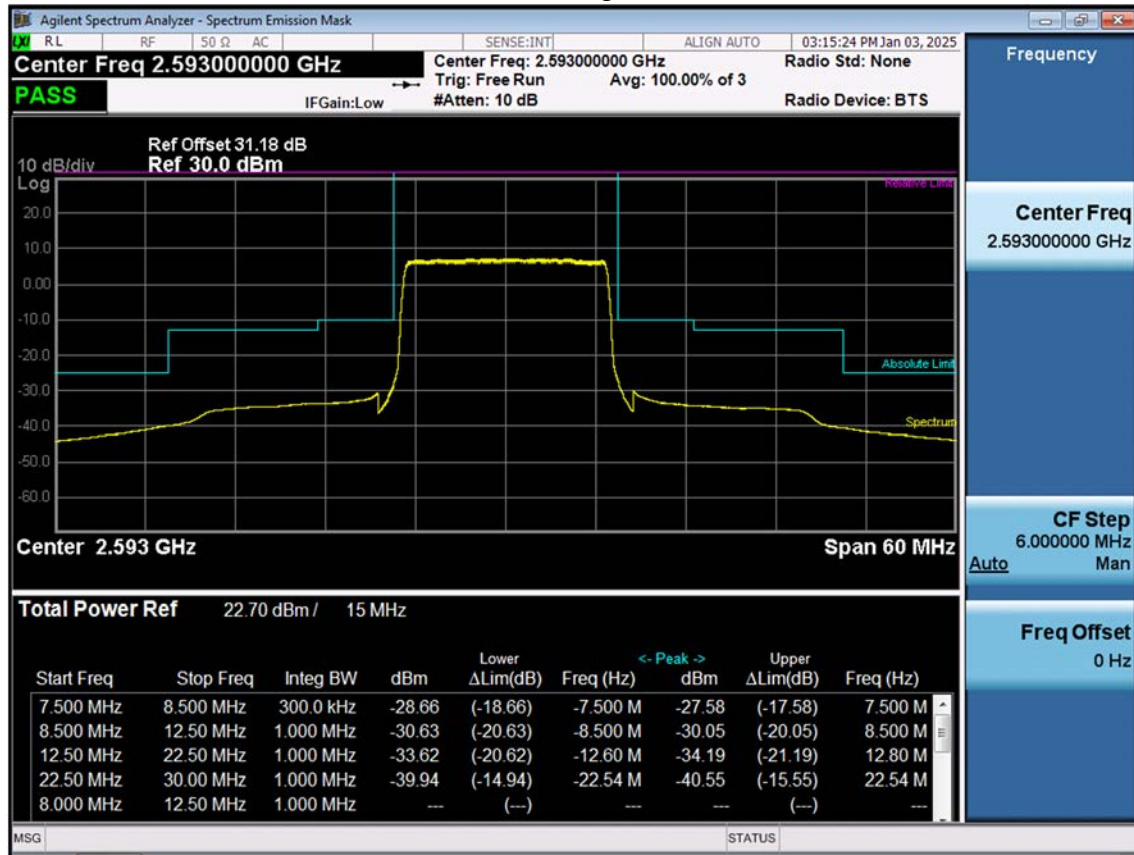 Agilent Spectrum Analyzer - Spectrum Emission Mask
LXI RL RF 50 Ω AC SENSE:INT ALIGN AUTO 03:15:24 PM Jan 03, 2025
Center Freq 2.593000000 GHz Center Freq: 2.593000000 GHz Radio Std: None
Trig: Free Run Avg: 100.00% of 3
PASS IFGain:Low #Atten: 10 dB Radio Device: BTS
Ref Offset 31.18 dB
10 dB/div Ref 30.0 dBm
Log
Relative Limit
20.0
10.0
0.00
-10.0
-20.0
Absolute Limit
-30.0
-40.0
Spectrum
-50.0
-60.0
Center 2.593 GHz Span 60 MHz
Total Power Ref 22.70 dBm / 15 MHz
Lower <- Peak -> Upper
Start Freq Stop Freq Integ BW dBm ΔLim(dB) Freq (Hz) dBm ΔLim(dB) Freq (Hz)
7.500 MHz 8.500 MHz 300.0 kHz -28.66 (-18.66) -7.500 M -27.58 (-17.58) 7.500 M
8.500 MHz 12.50 MHz 1.000 MHz -30.63 (-20.63) -8.500 M -30.05 (-20.05) 8.500 M
12.50 MHz 22.50 MHz 1.000 MHz -33.62 (-20.62) -12.60 M -34.19 (-21.19) 12.80 M
22.50 MHz 30.00 MHz 1.000 MHz -39.94 (-14.94) -22.54 M -40.55 (-15.55) 22.54 M
8.000 MHz 12.50 MHz 1.000 MHz --- (---) --- --- (---) ---
MSG STATUS
Frequency
Center Freq
2.593000000 GHz
CF Step
6.000000 MHz
Auto Man
Freq Offset
0 Hz